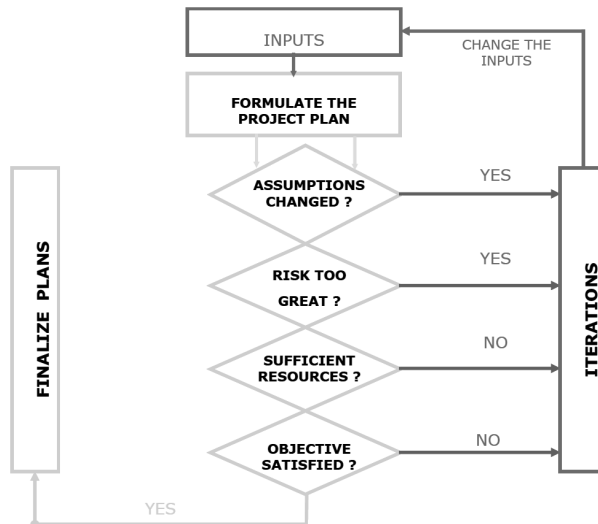 INPUTS
CHANGE THE
INPUTS
FORMULATE THE
PROJECT PLAN
ASSUMPTIONS
CHANGED ?
YES
RISK TOO
GREAT ?
YES
SUFFICIENT
RESOURCES ?
NO
OBJECTIVE
SATISFIED ?
NO
ITERATIONS
FINALIZE PLANS
YES